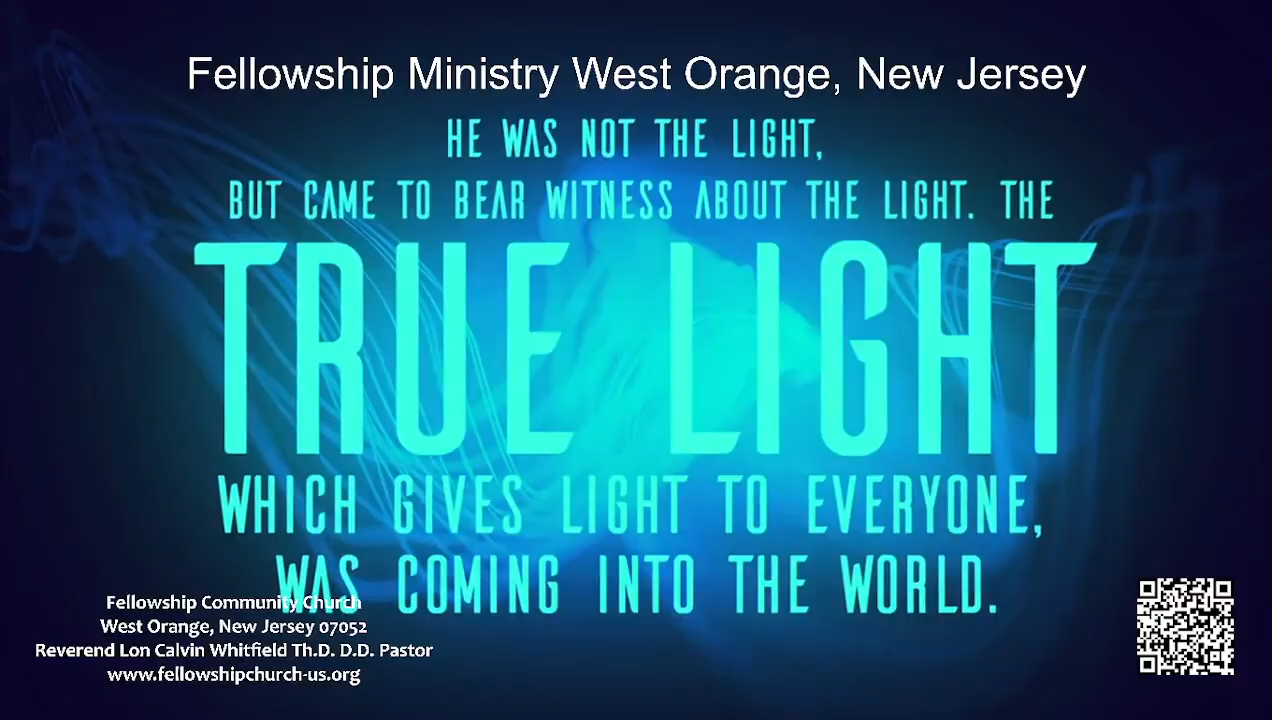 Fellowship Ministry West Orange, New Jersey
HE WAS NOT THE LIGHT,
BUT CAME TO BEAR WITNESS ABOUT THE LIGHT. THE
TRUE LIGHT
WHICH GIVES LIGHT TO EVERYONE,
WAS COMING INTO THE WORLD.
Fellowship Community Church
West Orange, New Jersey 07052
Reverend Lon Calvin Whitfield Th.D. D.D. Pastor
www.fellowshipchurch-us.org